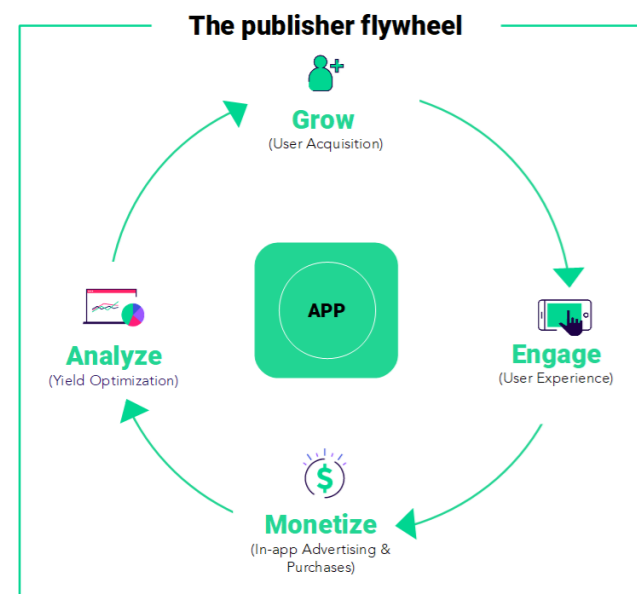 The publisher flywheel
Grow
(User Acquisition)
APP
Engage
(User Experience)
Monetize
(In-app Advertising &
Purchases)
Analyze
(Yield Optimization)